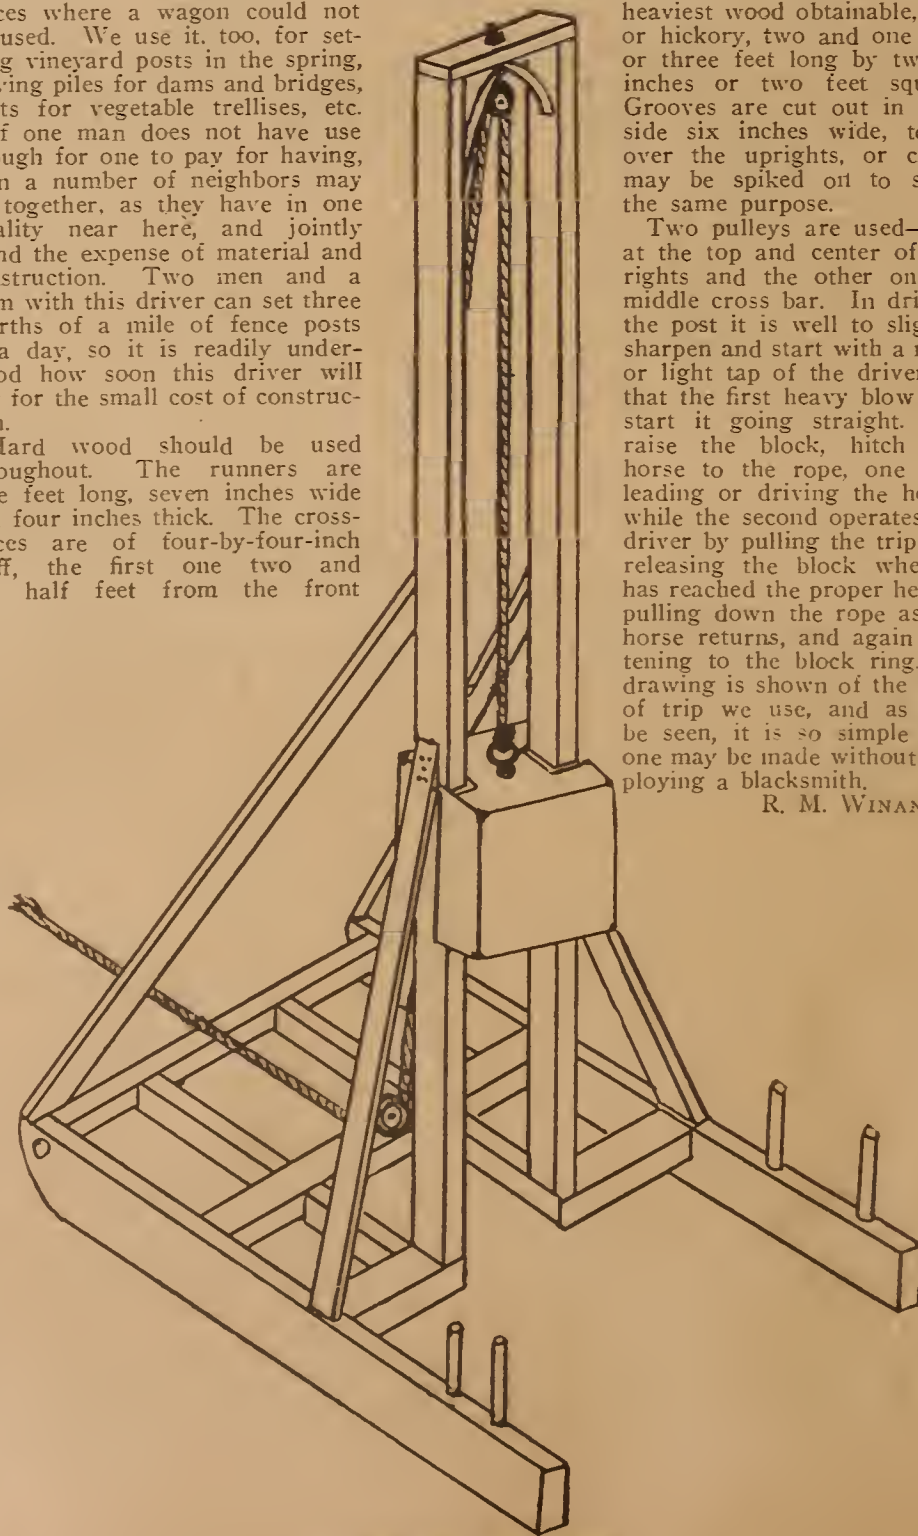 ces where a wagon could not
used. We use it. too, for set-
g vineyard posts in the spring,
ving piles for dams and bridges,
ts for vegetable trellises, etc.
f one man does not have use
ough for one to pay for having,
n a number of neighbors may
together, as they have in one
ality near here, and jointly
nd the expense of material and
struction. Two men and a
m with this driver can set three
rths of a mile of fence posts
a day, so it is readily under-
od how soon this driver will
for the small cost of construc-
n.
Hard wood should be used
oughout. The runners are
e feet long, seven inches wide
four inches thick. The cross-
ces are of four-by-four-inch
ff, the first one two and
half feet from the front
heaviest wood obtainable,
or hickory, two and one
or three feet long by tw
inches or two feet squ
Grooves are cut out in
side six inches wide, to
over the uprights, or c
may be spiked on to s
the same purpose.
Two pulleys are used—
at the top and center of
rights and the other on
middle cross bar. In dri
the post it is well to slig
sharpen and start with a
or light tap of the driver
that the first heavy blow
start it going straight.
raise the block, hitch
horse to the rope, one
leading or driving the ho
while the second operates
driver by pulling the trip
releasing the block whe
has reached the proper he
pulling down the rope as
horse returns, and again
tening to the block ring.
drawing is shown of the
of trip we use, and as
be seen, it is so simple
one may be made without
ploying a blacksmith.
R. M. WINAN